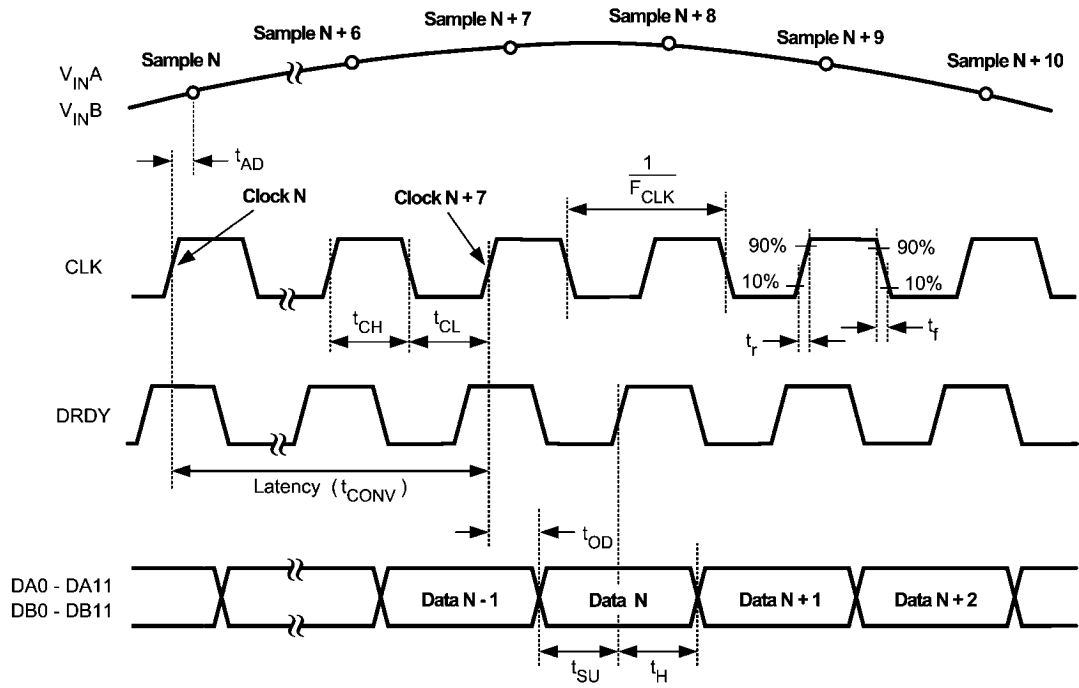 Sample N
Sample N + 6
Sample N + 7
Sample N + 8
Sample N + 9
Sample N + 10
VINA
VINB
tAD
Clock N
Clock N + 7
1
FCLK
CLK
90%
90%
10%
10%
tCH
tCL
tr
tf
DRDY
Latency (tCONV)
tOD
DA0 - DA11
DB0 - DB11
Data N - 1
Data N
Data N + 1
Data N + 2
tSU
tH